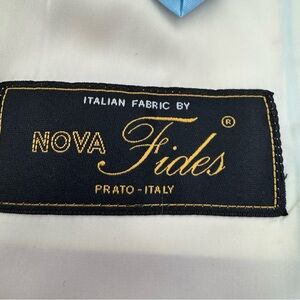 ITALIAN FABRIC BY
NOVA Fides ®
PRATO-ITALY